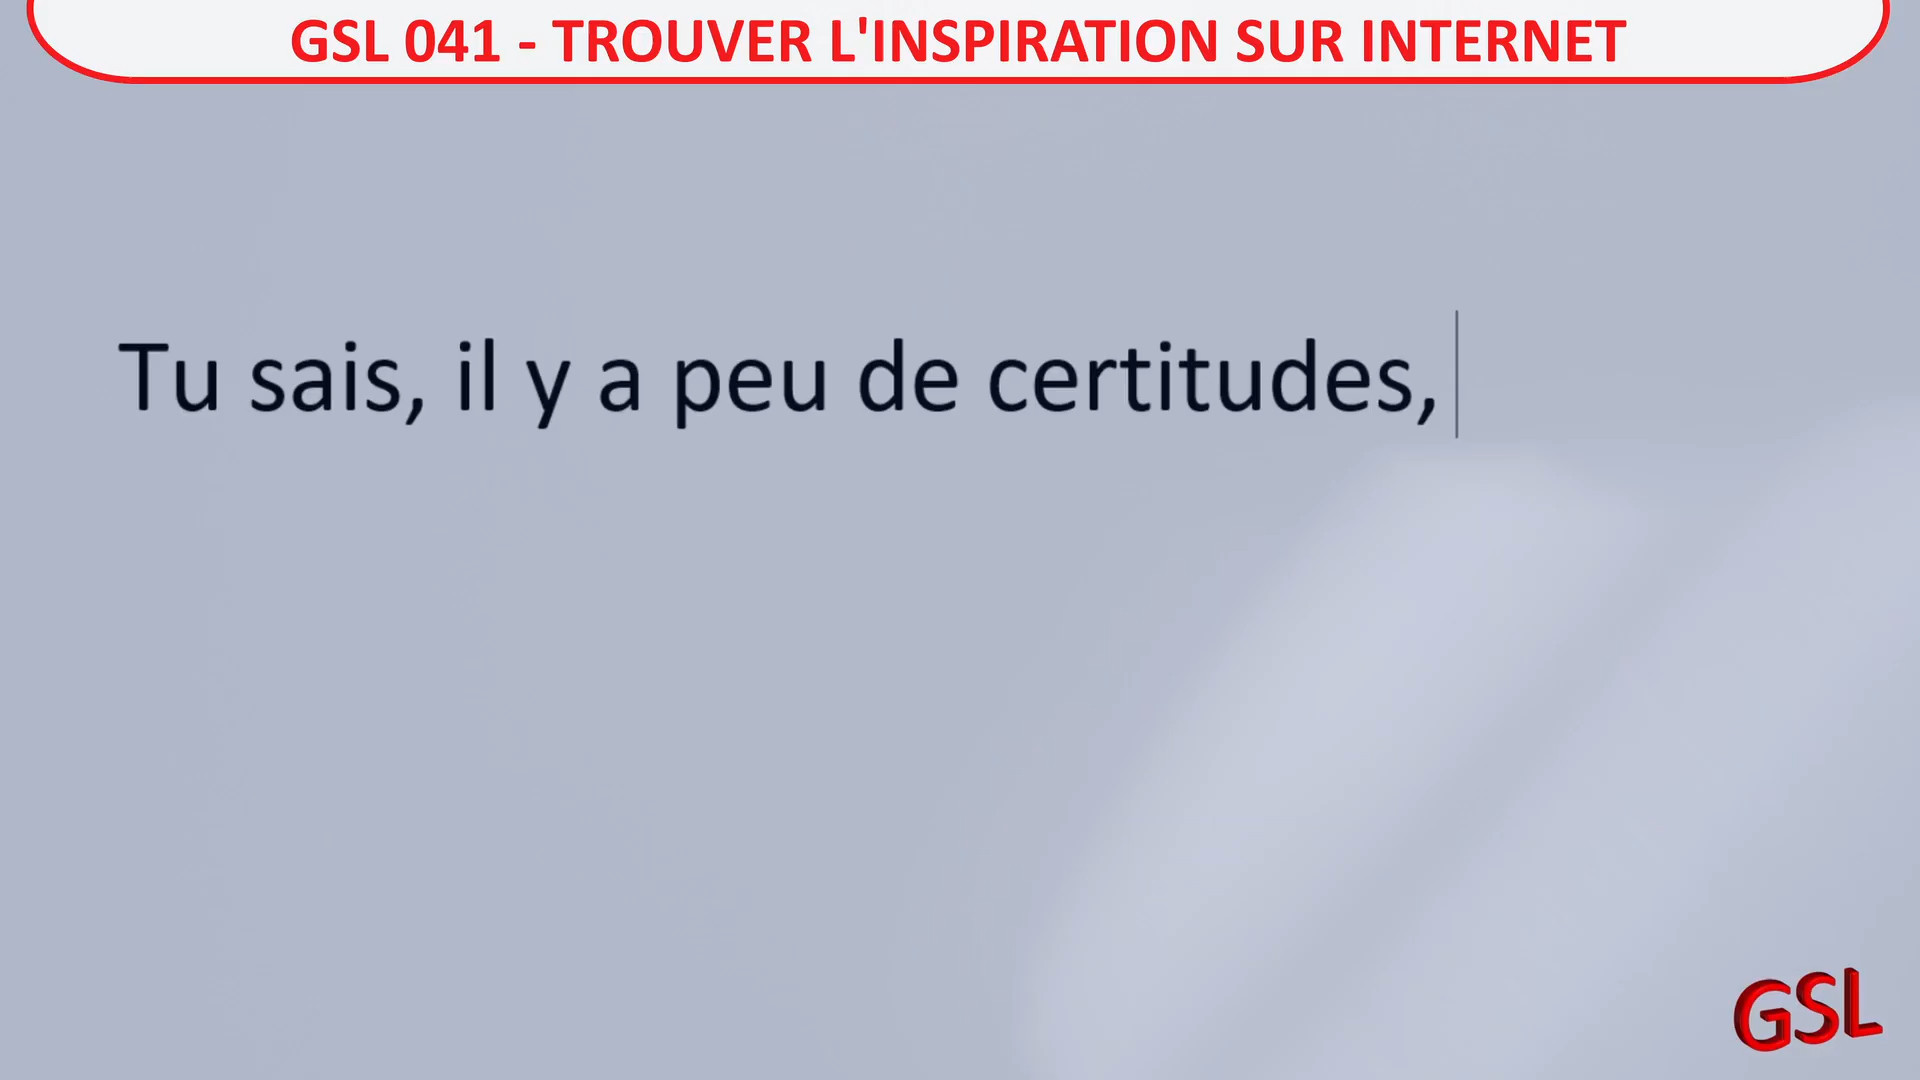 GSL 041 - TROUVER L'INSPIRATION SUR INTERNET
Tu sais, il y a peu de certitudes,
GSL